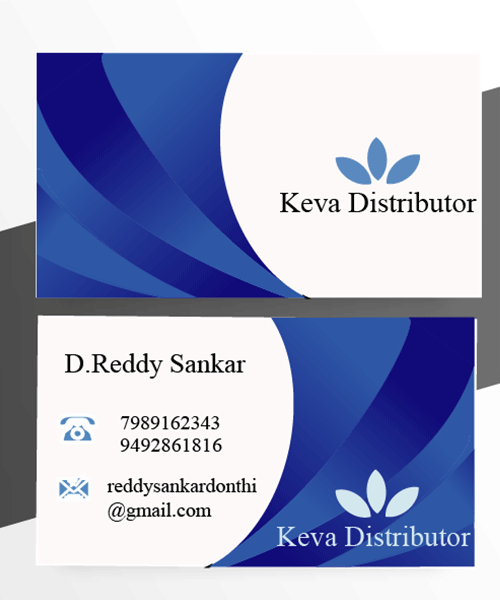 Keva Distributor
D.Reddy Sankar
7989162343
9492861816
reddysankardonthi
@gmail.com
Keva Distributor